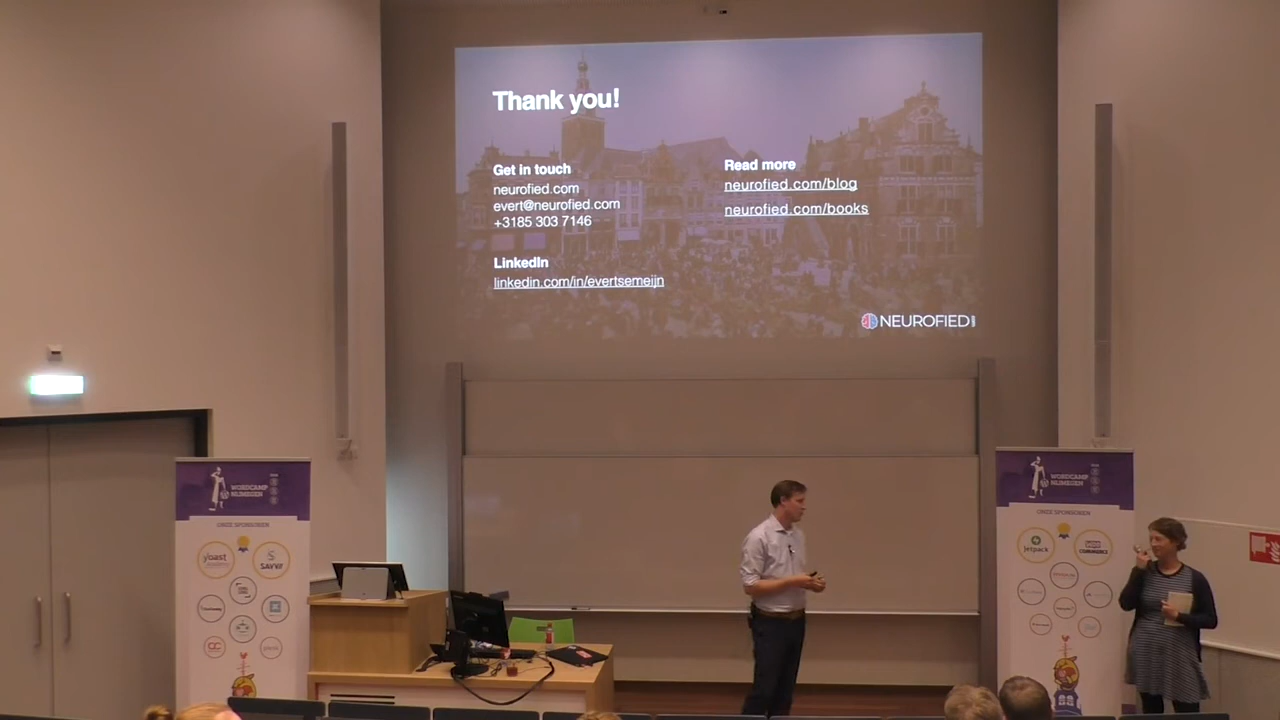 Thank you!
Get in touch
neurofied.com
evert@neurofied.com
+3185 303 7146
LinkedIn
linkedin.com/in/evertsemeijn
Read more
neurofied.com/blog
neurofied.com/books
NEUROFIED
WORDCAMP
NIJMEGEN
ONZE SPONSOREN
yoast
SAVVII
WORDCAMP
NIJMEGEN
ONZE SPONSOREN
Jetpack
WOO
COMMERCE